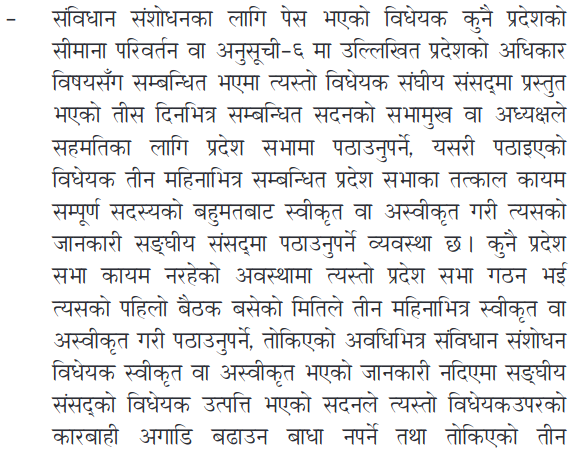 – संविधान संशोधनका लागि पेस भएको विधेयक कुनै प्रदेशको
सीमाना परिवर्तन वा अनुसूची–६ मा उल्लिखित प्रदेशको अधिकार
विषयसँग सम्बन्धित भएमा त्यस्तो विधेयक संघीय संसद्‌मा प्रस्तुत
भएको तीस दिनभित्र सम्बन्धित सदनको सभामुख वा अध्यक्षले
सहमतिका लागि प्रदेश सभामा पठाउनुपर्ने, यसरी पठाइएको
विधेयक तीन महिनाभित्र सम्बन्धित प्रदेश सभाका तत्काल कायम
सम्पूर्ण सदस्यको बहुमतबाट स्वीकृत वा अस्वीकृत गरी त्यसको
जानकारी सङ्घीय संसद्‌मा पठाउनुपर्ने व्यवस्था छ। कुनै प्रदेश
सभा कायम नरहेको अवस्थामा त्यस्तो प्रदेश सभा गठन भई
त्यसको पहिलो बैठक बसेको मितिले तीन महिनाभित्र स्वीकृत वा
अस्वीकृत गरी पठाउनुपर्ने, तोकिएको अवधिभित्र संविधान संशोधन
विधेयक स्वीकृत वा अस्वीकृत भएको जानकारी नदिएमा सङ्घीय
संसद्को विधेयक उत्पत्ति भएको सदनले त्यस्तो विधेयकउपरको
कारबाही अगाडि बढाउन बाधा नपर्ने तथा तोकिएको तीन